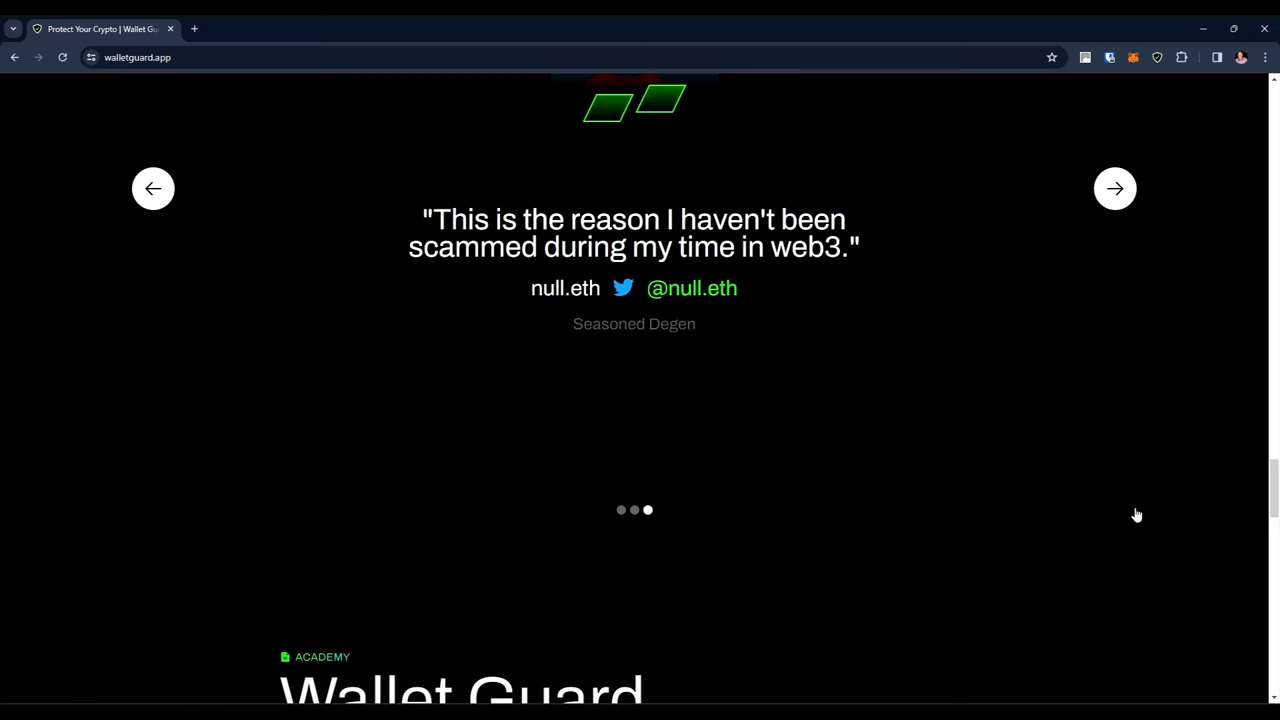 Protect Your Crypto | Wallet Gu
walletguard.app
"This is the reason I haven't been
scammed during my time in web3."
null.eth @null.eth
Seasoned Degen
ACADEMY
Wallet Guard